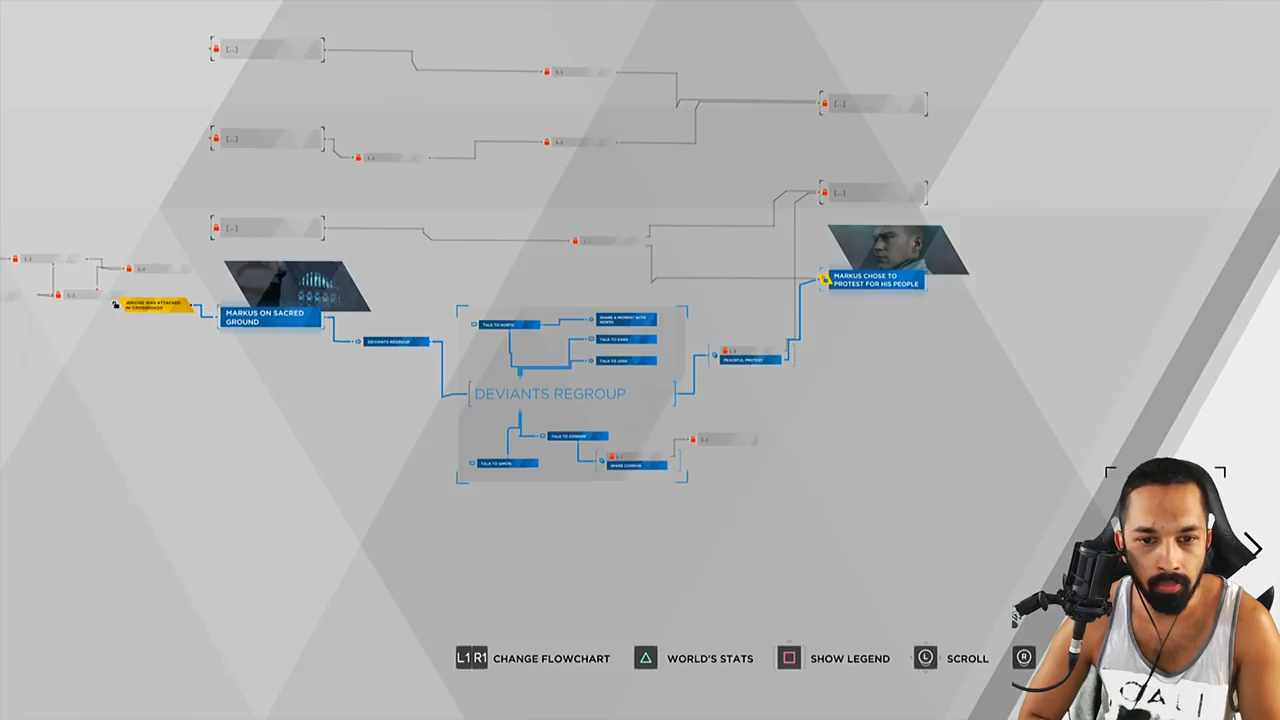 [...]
[...]
[...]
[...]
[...]
[...]
[...]
[...]
[...]
[...]
[...]
JERICHO WAS ATTACKED
IN 'CROSSROADS'
MARKUS ON SACRED
GROUND
DEVIANTS REGROUP
TALK TO NORTH
SHARE A MOMENT WITH
NORTH
TALK TO KARA
TALK TO JOSH
DEVIANTS REGROUP
TALK TO CONNOR
TALK TO SIMON
[...]
SPARE CONNOR
[...]
[...]
PEACEFUL PROTEST
MARKUS CHOSE TO
PROTEST FOR HIS PEOPLE
L1 R1 CHANGE FLOWCHART
WORLD'S STATS
SHOW LEGEND
L SCROLL
R
CALI